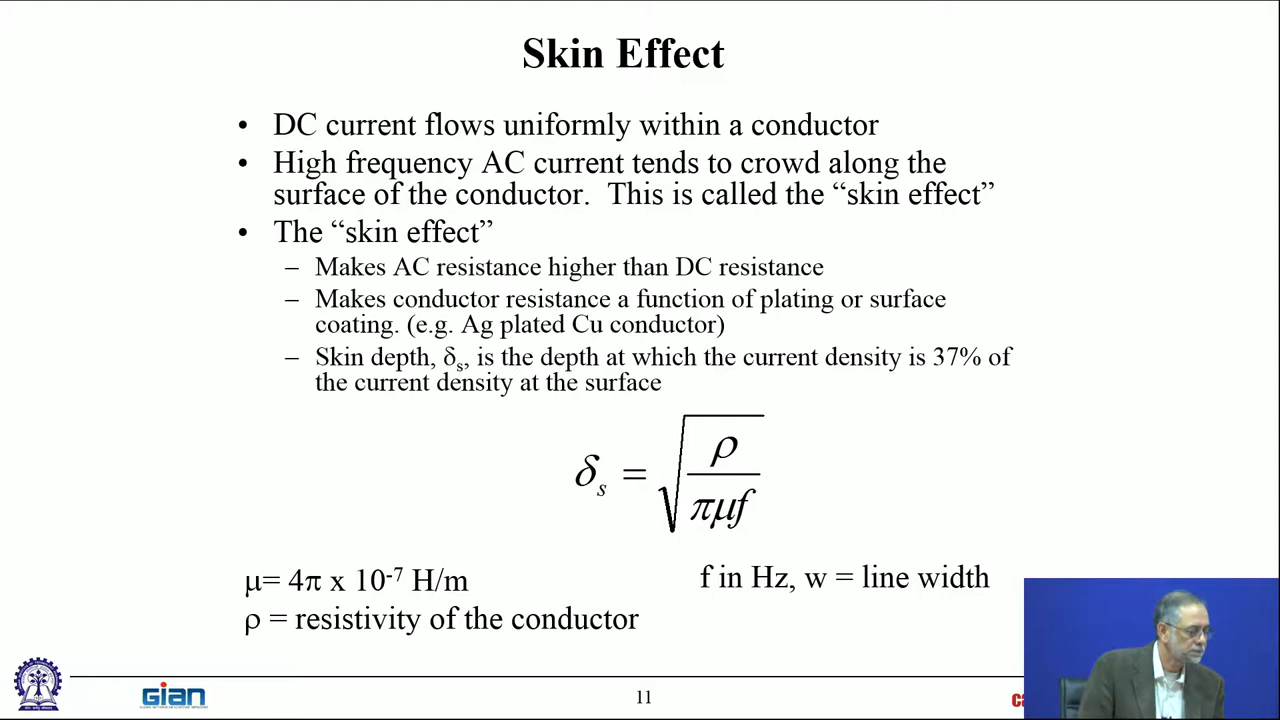 Skin Effect
• DC current flows uniformly within a conductor
• High frequency AC current tends to crowd along the
surface of the conductor. This is called the “skin effect”
• The “skin effect”
– Makes AC resistance higher than DC resistance
– Makes conductor resistance a function of plating or surface
coating. (e.g. Ag plated Cu conductor)
– Skin depth, δₛ, is the depth at which the current density is 37% of
the current density at the surface
δₛ = √(ρ / πμf)
μ= 4π x 10⁻⁷ H/m
f in Hz, w = line width
ρ = resistivity of the conductor
GIAN
11